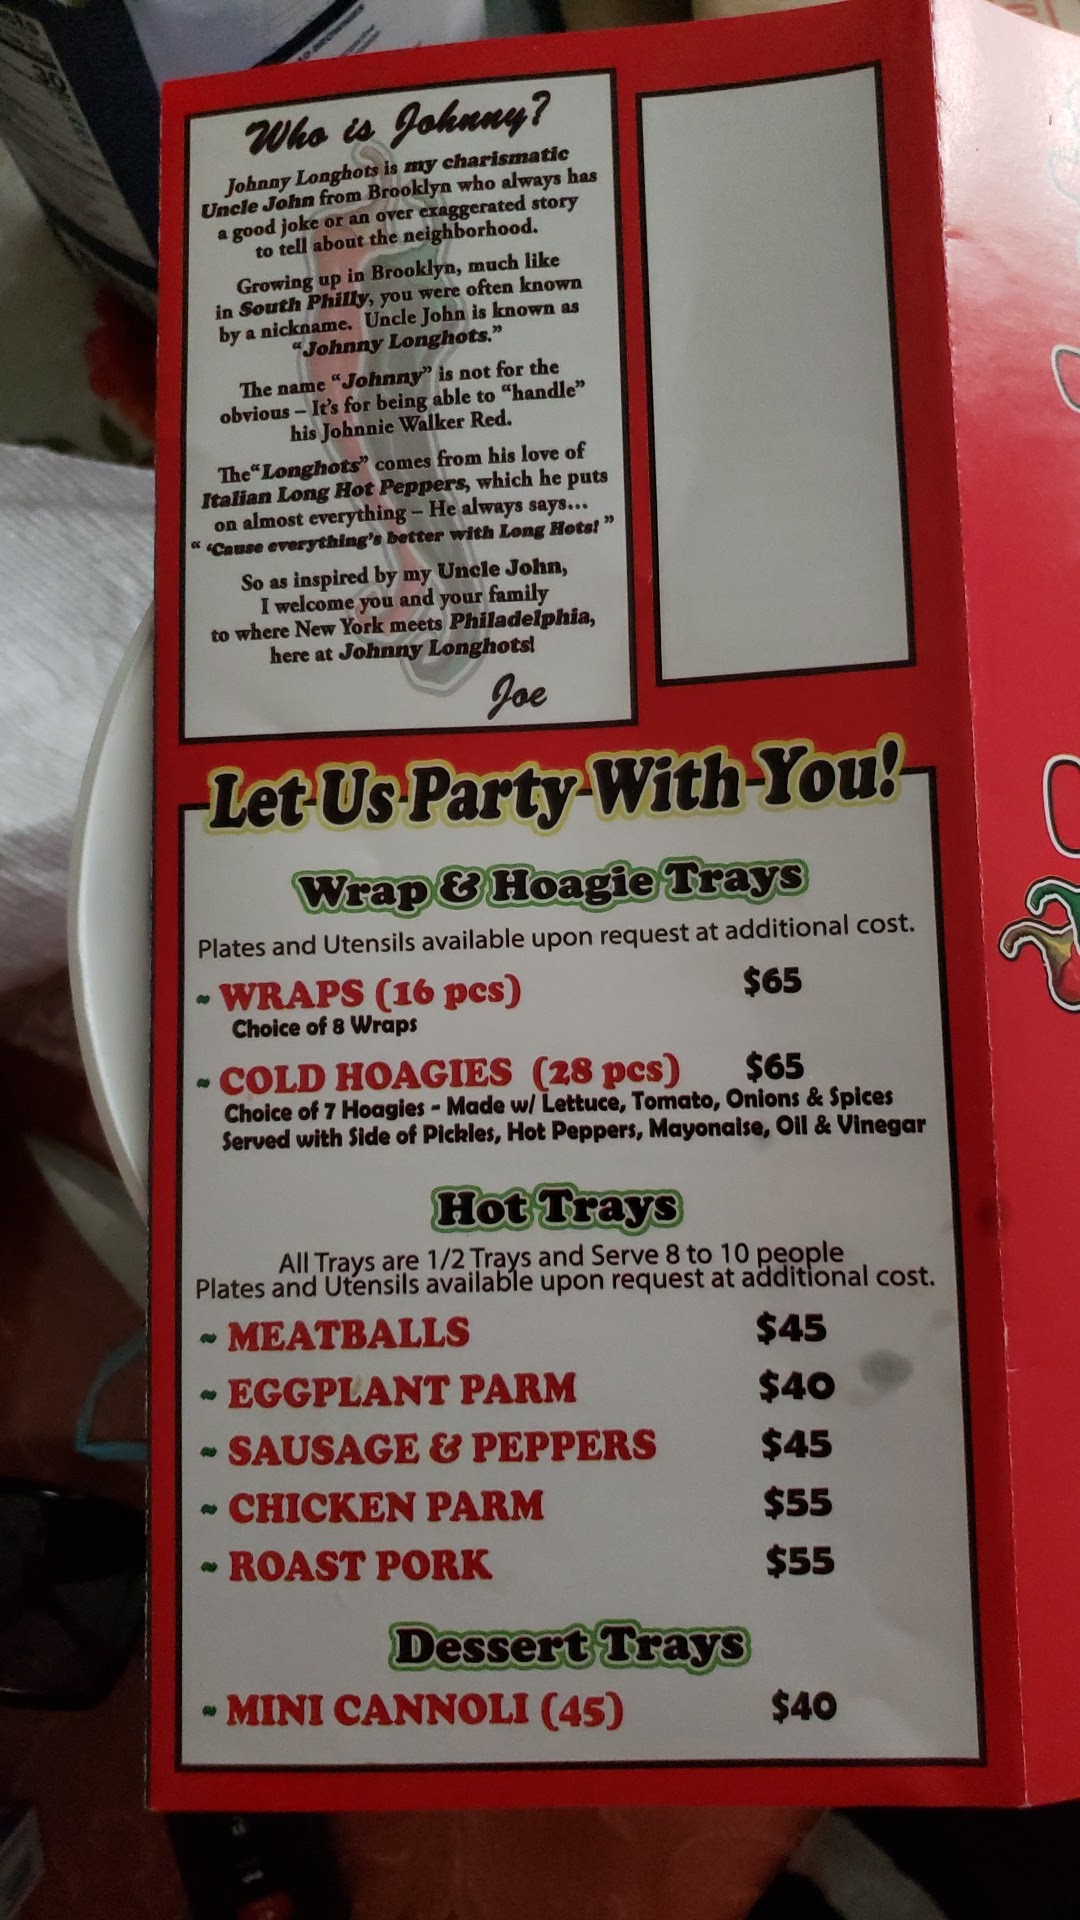 Who is Johnny?
Johnny Longhots is my charismatic
Uncle John from Brooklyn who always has
a good joke or an over exaggerated story
to tell about the neighborhood.
Growing up in Brooklyn, much like
in South Philly, you were often known
by a nickname. Uncle John is known as
“Johnny Longhots.”
The name “Johnny” is not for the
obvious – It’s for being able to “handle”
his Johnnie Walker Red.
The “Longhots” comes from his love of
Italian Long Hot Peppers, which he puts
on almost everything – He always says...
“ ‘Cause everything’s better with Long Hots! ”
So as inspired by my Uncle John,
I welcome you and your family
to where New York meets Philadelphia,
here at Johnny Longhots!
Joe
Let Us Party With You!
Wrap & Hoagie Trays
Plates and Utensils available upon request at additional cost.
~ WRAPS (16 pcs) $65
Choice of 8 Wraps
~ COLD HOAGIES (28 pcs) $65
Choice of 7 Hoagies - Made w/ Lettuce, Tomato, Onions & Spices
Served with Side of Pickles, Hot Peppers, Mayonaise, Oil & Vinegar
Hot Trays
All Trays are 1/2 Trays and Serve 8 to 10 people
Plates and Utensils available upon request at additional cost.
~ MEATBALLS $45
~ EGGPLANT PARM $40
~ SAUSAGE & PEPPERS $45
~ CHICKEN PARM $55
~ ROAST PORK $55
Dessert Trays
~ MINI CANNOLI (45) $40